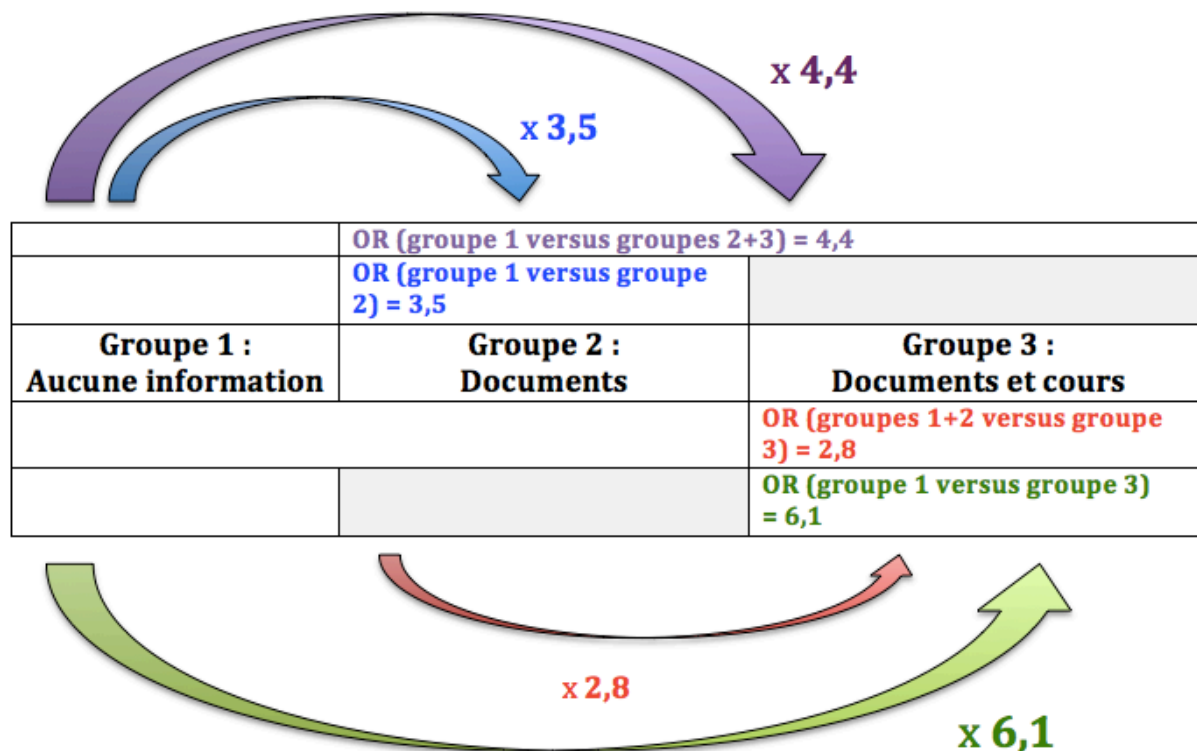 x 4,4
x 3,5
OR (groupe 1 versus groupes 2+3) = 4,4
OR (groupe 1 versus groupe
2) = 3,5
Groupe 1 :
Aucune information
Groupe 2 :
Documents
Groupe 3 :
Documents et cours
OR (groupes 1+2 versus groupe
3) = 2,8
OR (groupe 1 versus groupe 3)
= 6,1
x 2,8
x 6,1